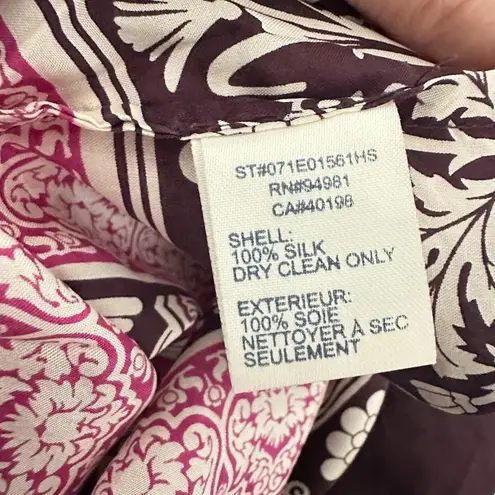 ST#071E01561HS
RN#94981
CA#40198
SHELL:
100% SILK
DRY CLEAN ONLY
EXTERIEUR:
100% SOIE
NETTOYER À SEC
SEULEMENT